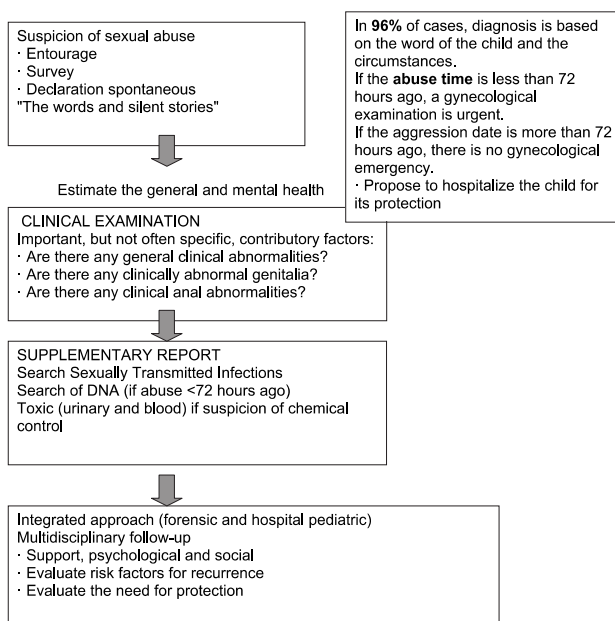 Suspicion of sexual abuse
· Entourage
· Survey
· Declaration spontaneous
"The words and silent stories"
In 96% of cases, diagnosis is based
on the word of the child and the
circumstances.
If the abuse time is less than 72
hours ago, a gynecological
examination is urgent.
If the aggression date is more than 72
hours ago, there is no gynecological
emergency.
· Propose to hospitalize the child for
its protection
Estimate the general and mental health
CLINICAL EXAMINATION
Important, but not often specific, contributory factors:
· Are there any general clinical abnormalities?
· Are there any clinically abnormal genitalia?
· Are there any clinical anal abnormalities?
SUPPLEMENTARY REPORT
Search Sexually Transmitted Infections
Search of DNA (if abuse <72 hours ago)
Toxic (urinary and blood) if suspicion of chemical
control
Integrated approach (forensic and hospital pediatric)
Multidisciplinary follow-up
· Support, psychological and social
· Evaluate risk factors for recurrence
· Evaluate the need for protection